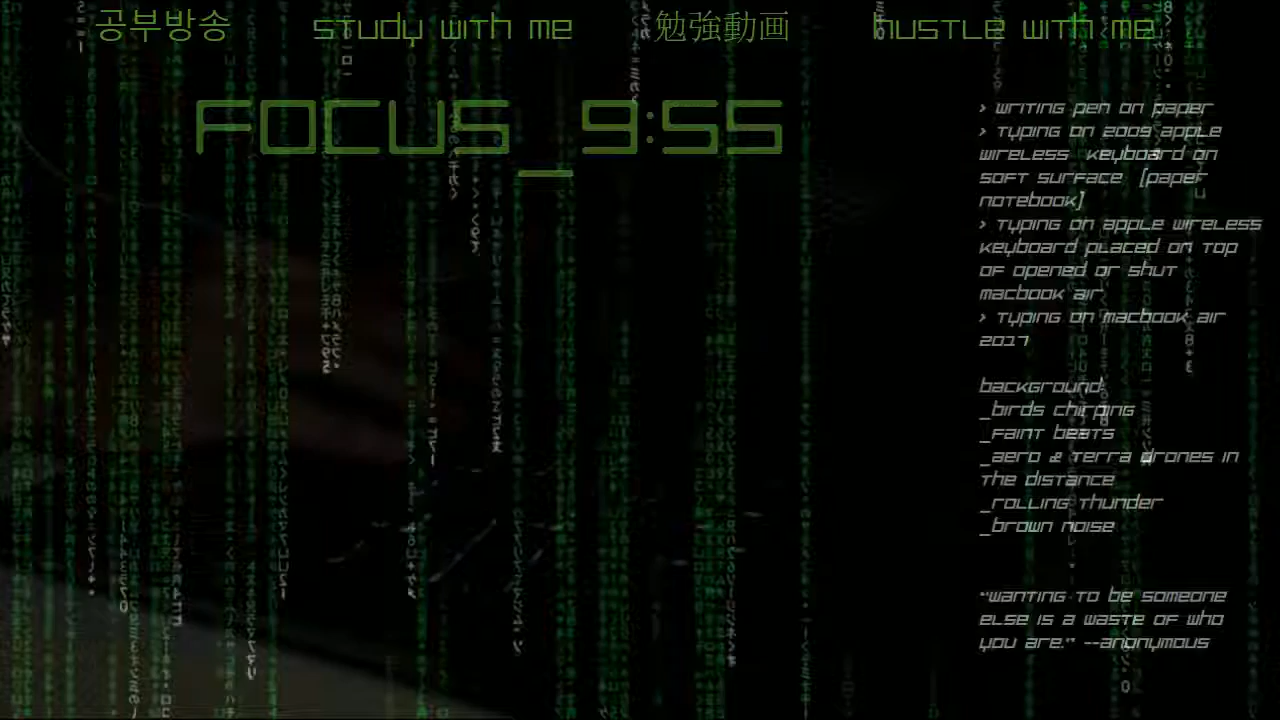 공부방송 study with me 勉強動画 hustle with me
FOCUS_ 9:55
> writing pen on paper
> typing on 2009 apple
wireless keyboard on
soft surface [paper
notebook]
> typing on apple wireless
keyboard placed on top
of opened or shut
macbook air
> typing on macbook air
2017
background:
_birds chirping
_faint beats
_aero & terra drones in
the distance
_rolling thunder
_brown noise
"wanting to be someone
else is a waste of who
you are." --anonymous